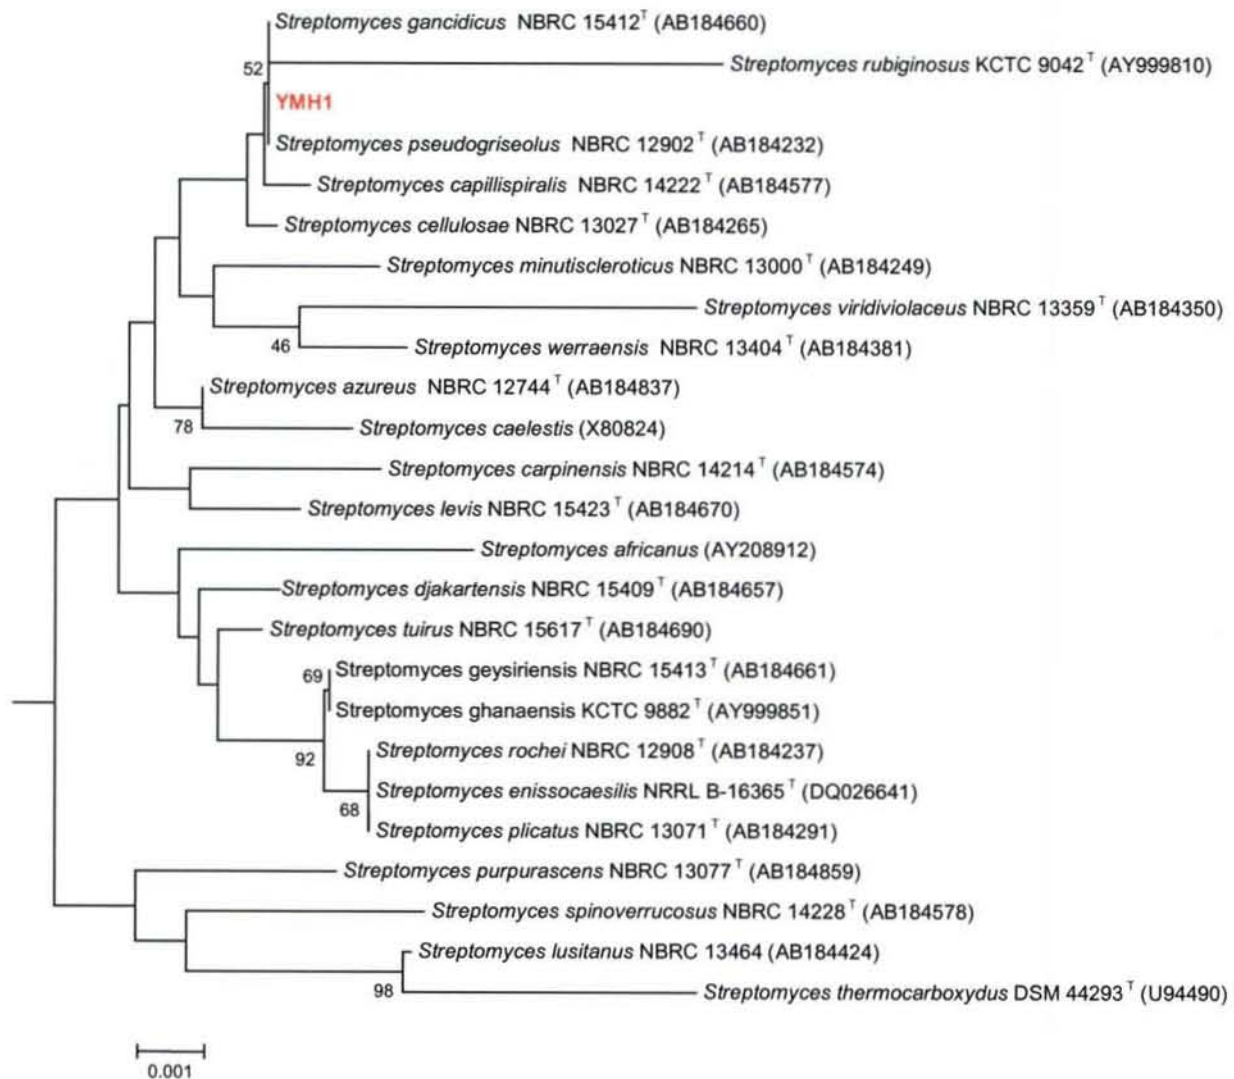 Streptomyces gancidicus NBRC 15412T (AB184660)
Streptomyces rubiginosus KCTC 9042T (AY999810)
52
YMH1
Streptomyces pseudogriseolus NBRC 12902T (AB184232)
Streptomyces capillispiralis NBRC 14222T (AB184577)
Streptomyces cellulosae NBRC 13027T (AB184265)
Streptomyces minutiscleroticus NBRC 13000T (AB184249)
Streptomyces viridiviolaceus NBRC 13359T (AB184350)
46
Streptomyces werraensis NBRC 13404T (AB184381)
Streptomyces azureus NBRC 12744T (AB184837)
78
Streptomyces caelestis (X80824)
Streptomyces carpinensis NBRC 14214T (AB184574)
Streptomyces levis NBRC 15423T (AB184670)
Streptomyces africanus (AY208912)
Streptomyces djakartensis NBRC 15409T (AB184657)
Streptomyces tuirus NBRC 15617T (AB184690)
69
Streptomyces geysiriensis NBRC 15413T (AB184661)
Streptomyces ghanaensis KCTC 9882T (AY999851)
92
Streptomyces rochei NBRC 12908T (AB184237)
Streptomyces enissocaesilis NRRL B-16365T (DQ026641)
68
Streptomyces plicatus NBRC 13071T (AB184291)
Streptomyces purpurascens NBRC 13077T (AB184859)
Streptomyces spinoverrucosus NBRC 14228T (AB184578)
Streptomyces lusitanus NBRC 13464 (AB184424)
98
Streptomyces thermocarboxydus DSM 44293T (U94490)
0.001